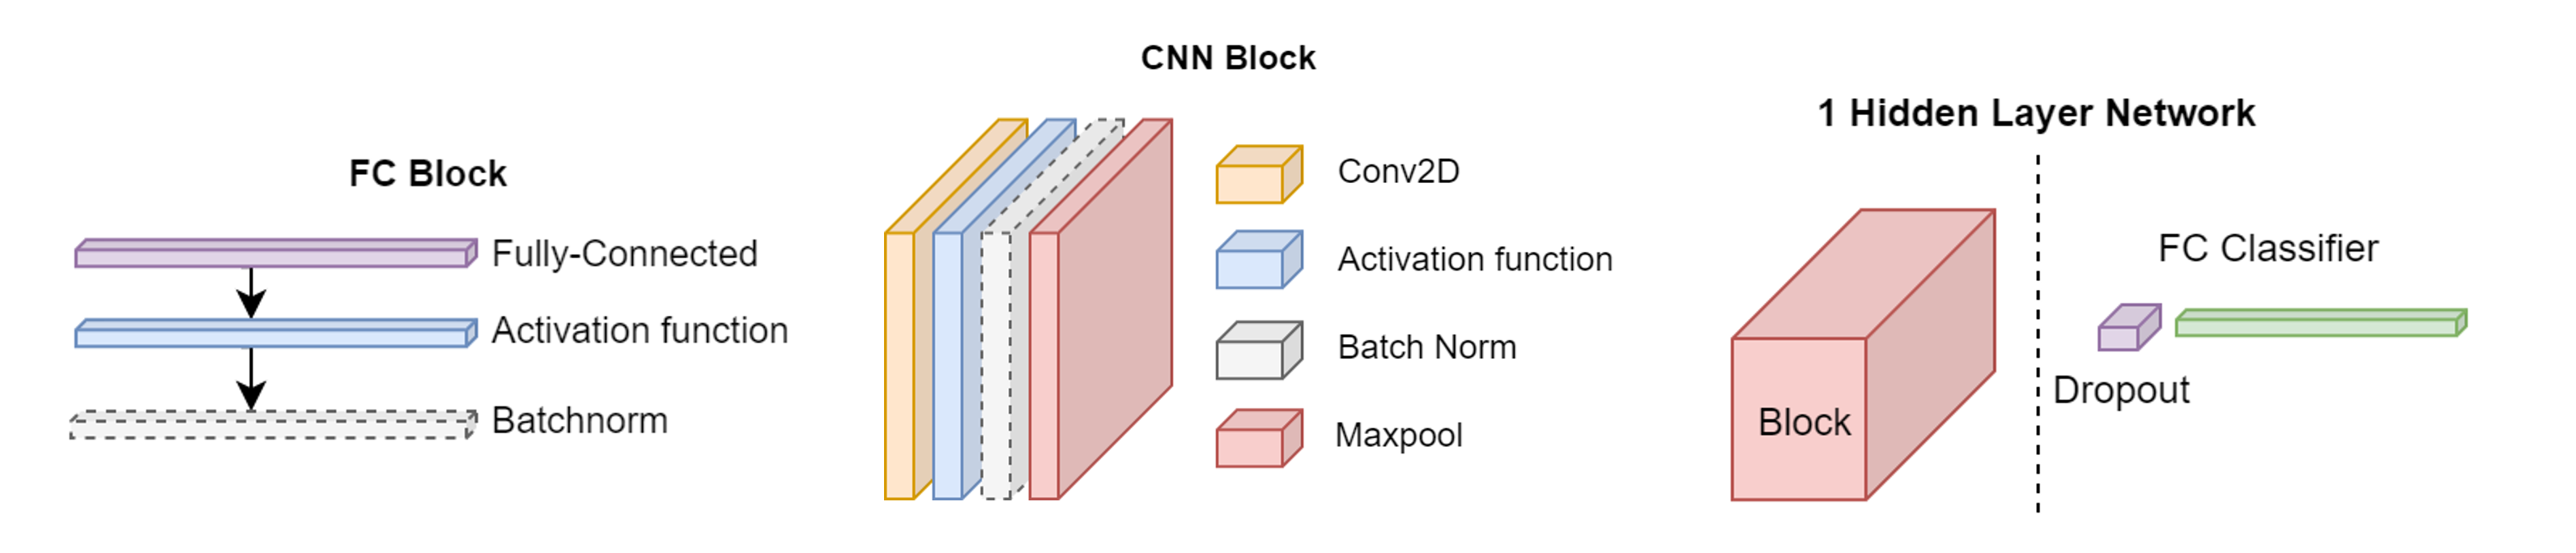 FC Block
Fully-Connected
Activation function
Batchnorm
CNN Block
Conv2D
Activation function
Batch Norm
Maxpool
1 Hidden Layer Network
Block
FC Classifier
Dropout